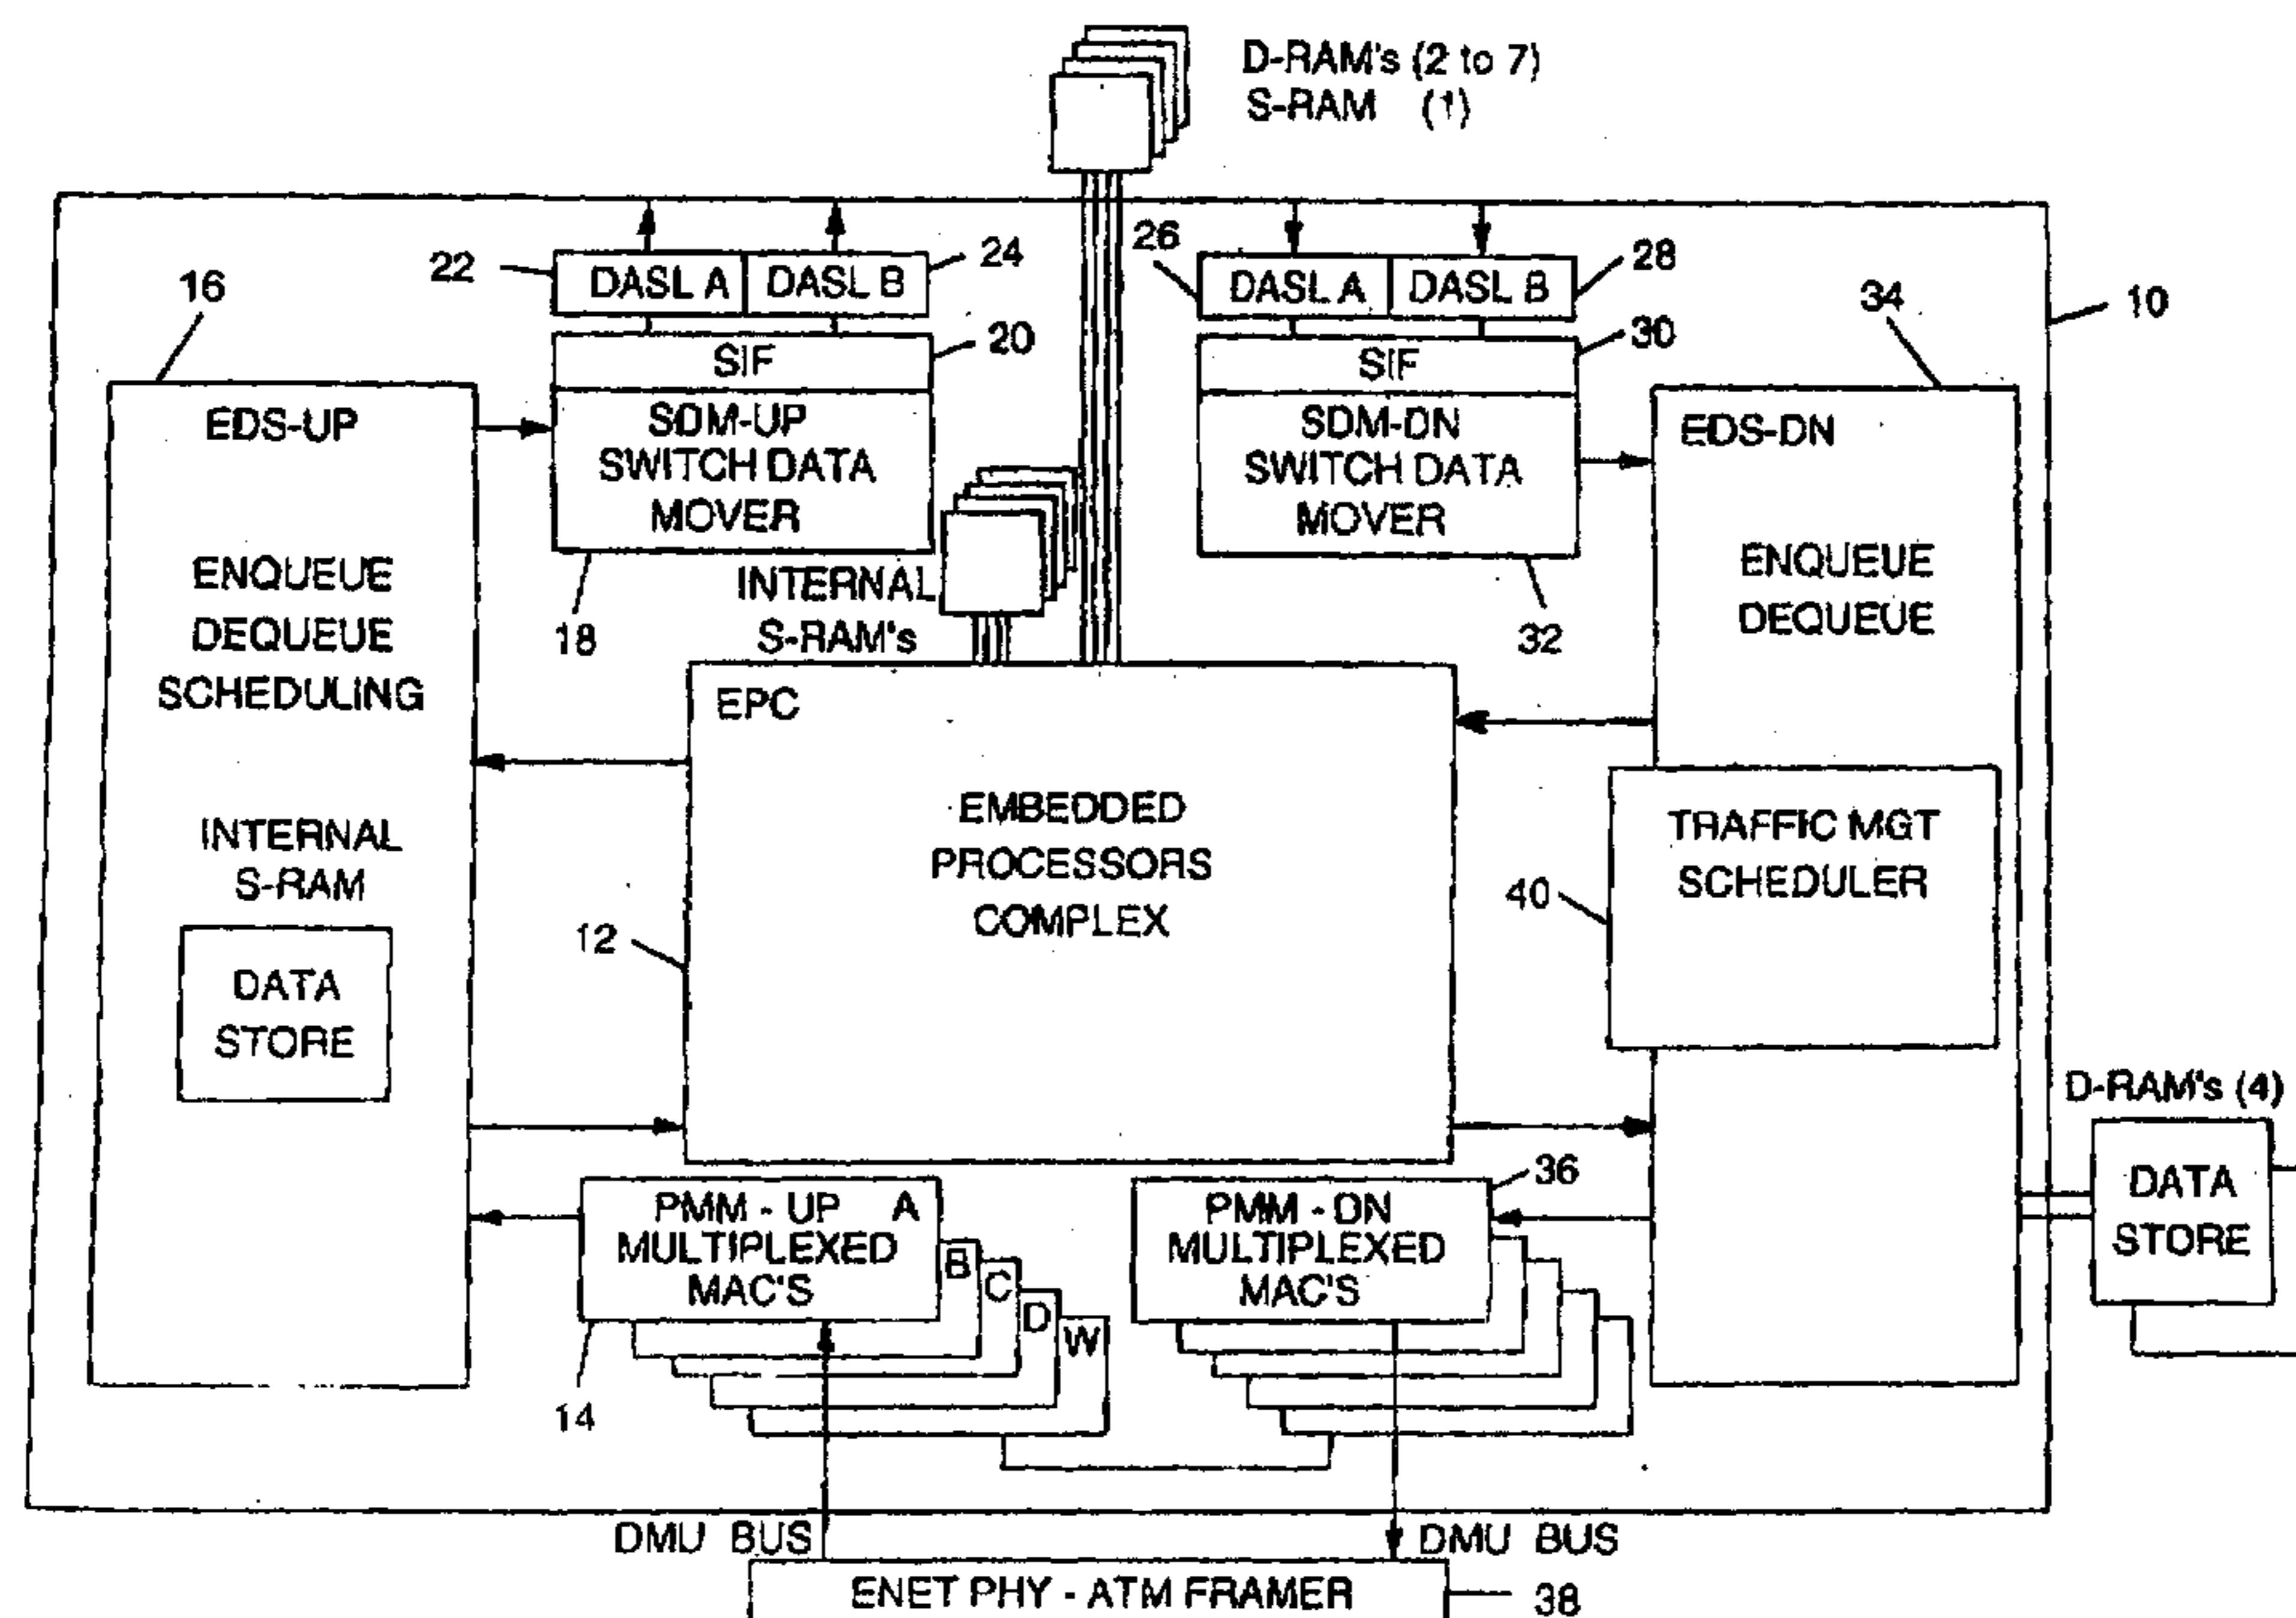 D-RAM's (2 to 7)
S-RAM (1)
22
DASL A
DASL B
24
26
DASL A
DASL B
28
16
34
10
SIF
20
SIF
30
EDS-UP
SDM-UP
SWITCH DATA
MOVER
SDM-DN
SWITCH DATA
MOVER
EDS-DN
ENQUEUE
DEQUEUE
SCHEDULING
18
INTERNAL
S-RAM's
32
ENQUEUE
DEQUEUE
EPC
EMBEDDED
PROCESSORS
COMPLEX
12
INTERNAL
S-RAM
DATA
STORE
TRAFFIC MGT
SCHEDULER
40
D-RAM's (4)
DATA
STORE
PMM - UP A
MULTIPLEXED
MAC'S
B
C
D
W
14
PMM - DN
MULTIPLEXED
MAC'S
36
DMU BUS
DMU BUS
ENET PHY - ATM FRAMER
38